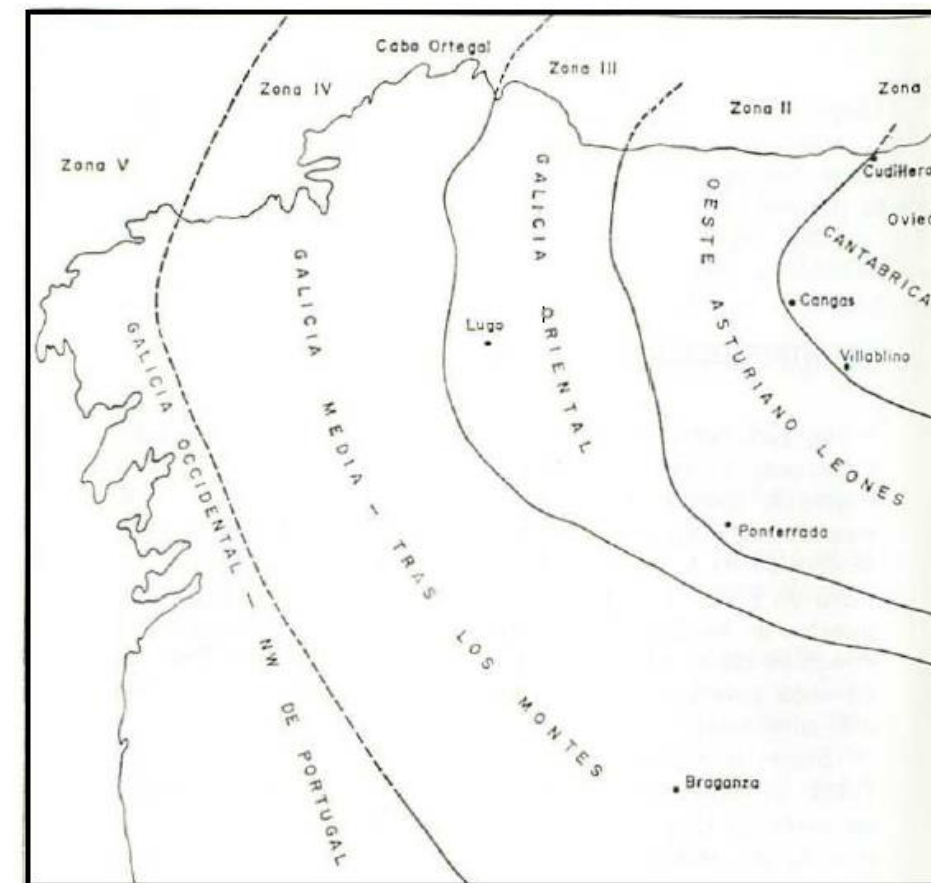 Cabo Ortegal
Zona III
Zona IV
Zona II
Zona
Zona V
Cudiller
Ovied
CANTABRICA
Cangas
Villablino
OESTE ASTURIANO LEONES
GALICIA ORIENTAL
Lugo
GALICIA MEDIA – TRAS LOS MONTES
GALICIA OCCIDENTAL – NW DE PORTUGAL
Ponferrada
Braganza